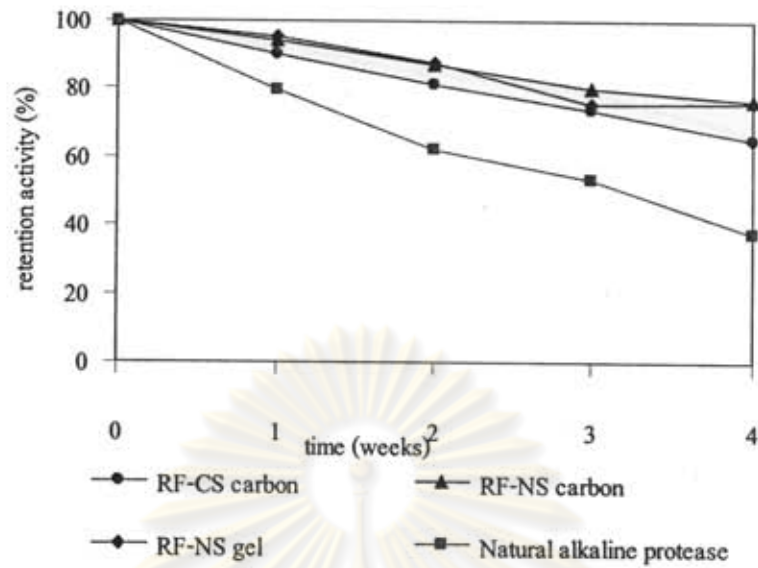 100
80
60
40
20
0
retention activity (%)
0 1 2 3 4
time (weeks)
RF-CS carbon RF-NS carbon
RF-NS gel Natural alkaline protease